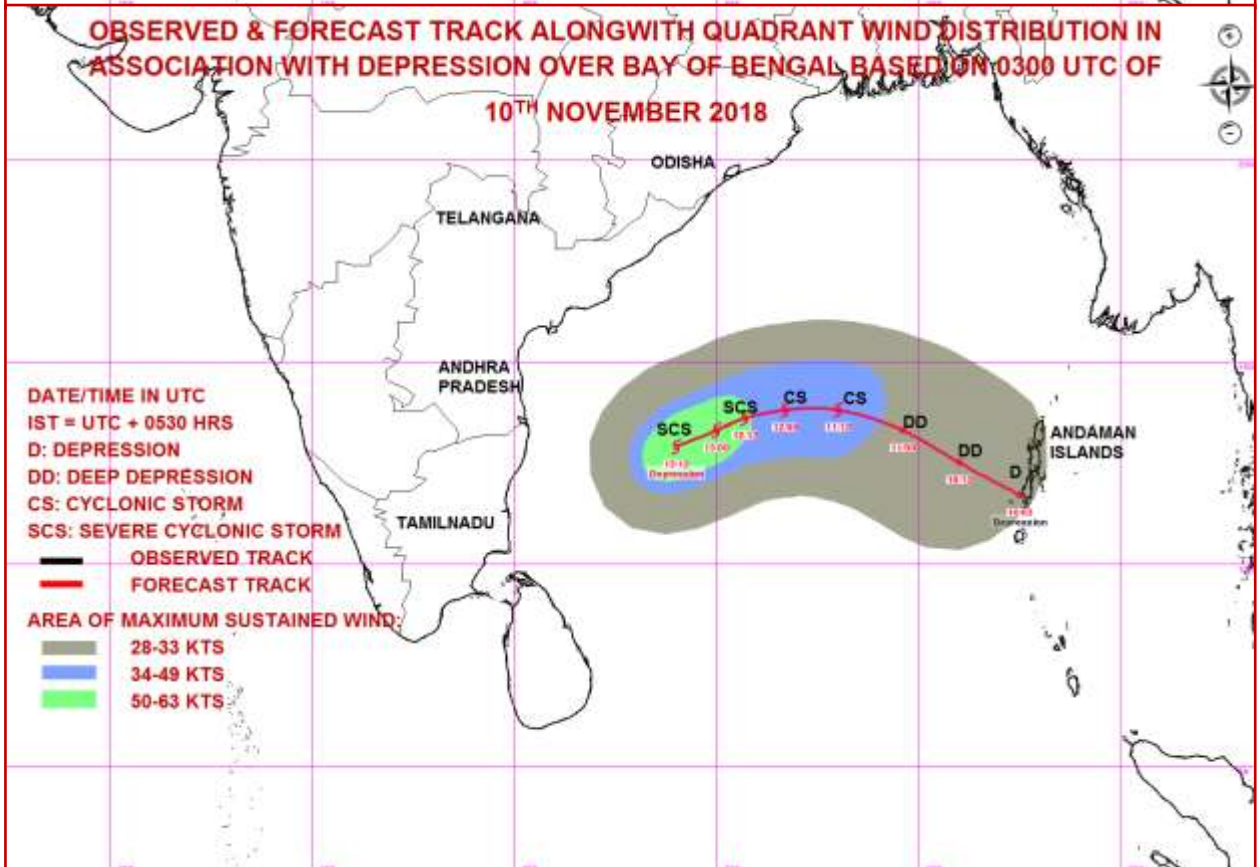 OBSERVED & FORECAST TRACK ALONGWITH QUADRANT WIND DISTRIBUTION IN
ASSOCIATION WITH DEPRESSION OVER BAY OF BENGAL BASED ON 0300 UTC OF
10TH NOVEMBER 2018
ODISHA
TELANGANA
ANDHRA
PRADESH
TAMILNADU
ANDAMAN
ISLANDS
SCS
SCS
CS
CS
DD
DD
D
Depression
Depression
DATE/TIME IN UTC
IST = UTC + 0530 HRS
D: DEPRESSION
DD: DEEP DEPRESSION
CS: CYCLONIC STORM
SCS: SEVERE CYCLONIC STORM
OBSERVED TRACK
FORECAST TRACK
AREA OF MAXIMUM SUSTAINED WIND:
28-33 KTS
34-49 KTS
50-63 KTS